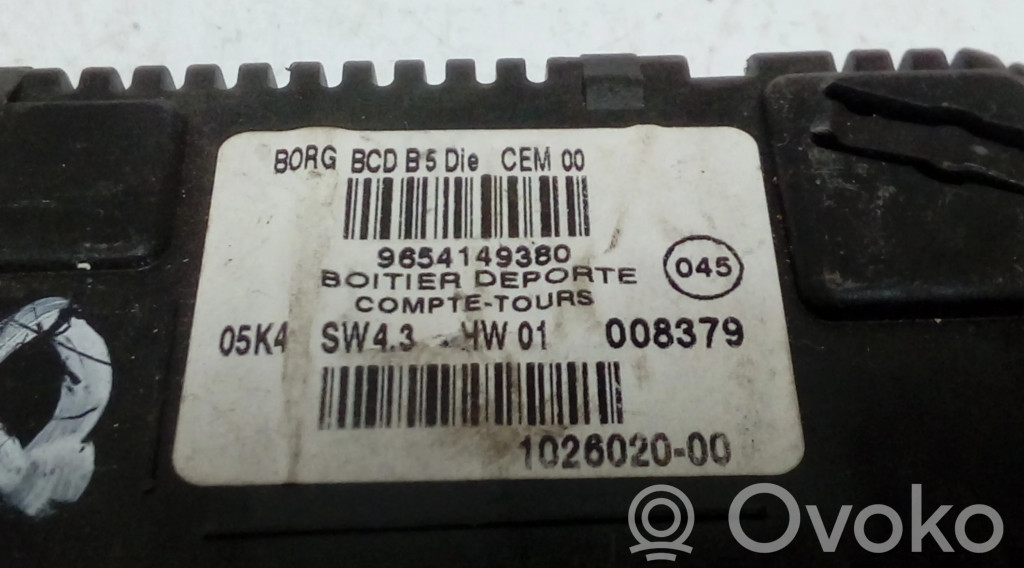 BORG BCD B5 Die CEM 00
9654149380
BOITIER DEPORTE
COMPTE-TOURS
045
05K4 SW4.3 HW 01 008379
1026020-00
Ovoko